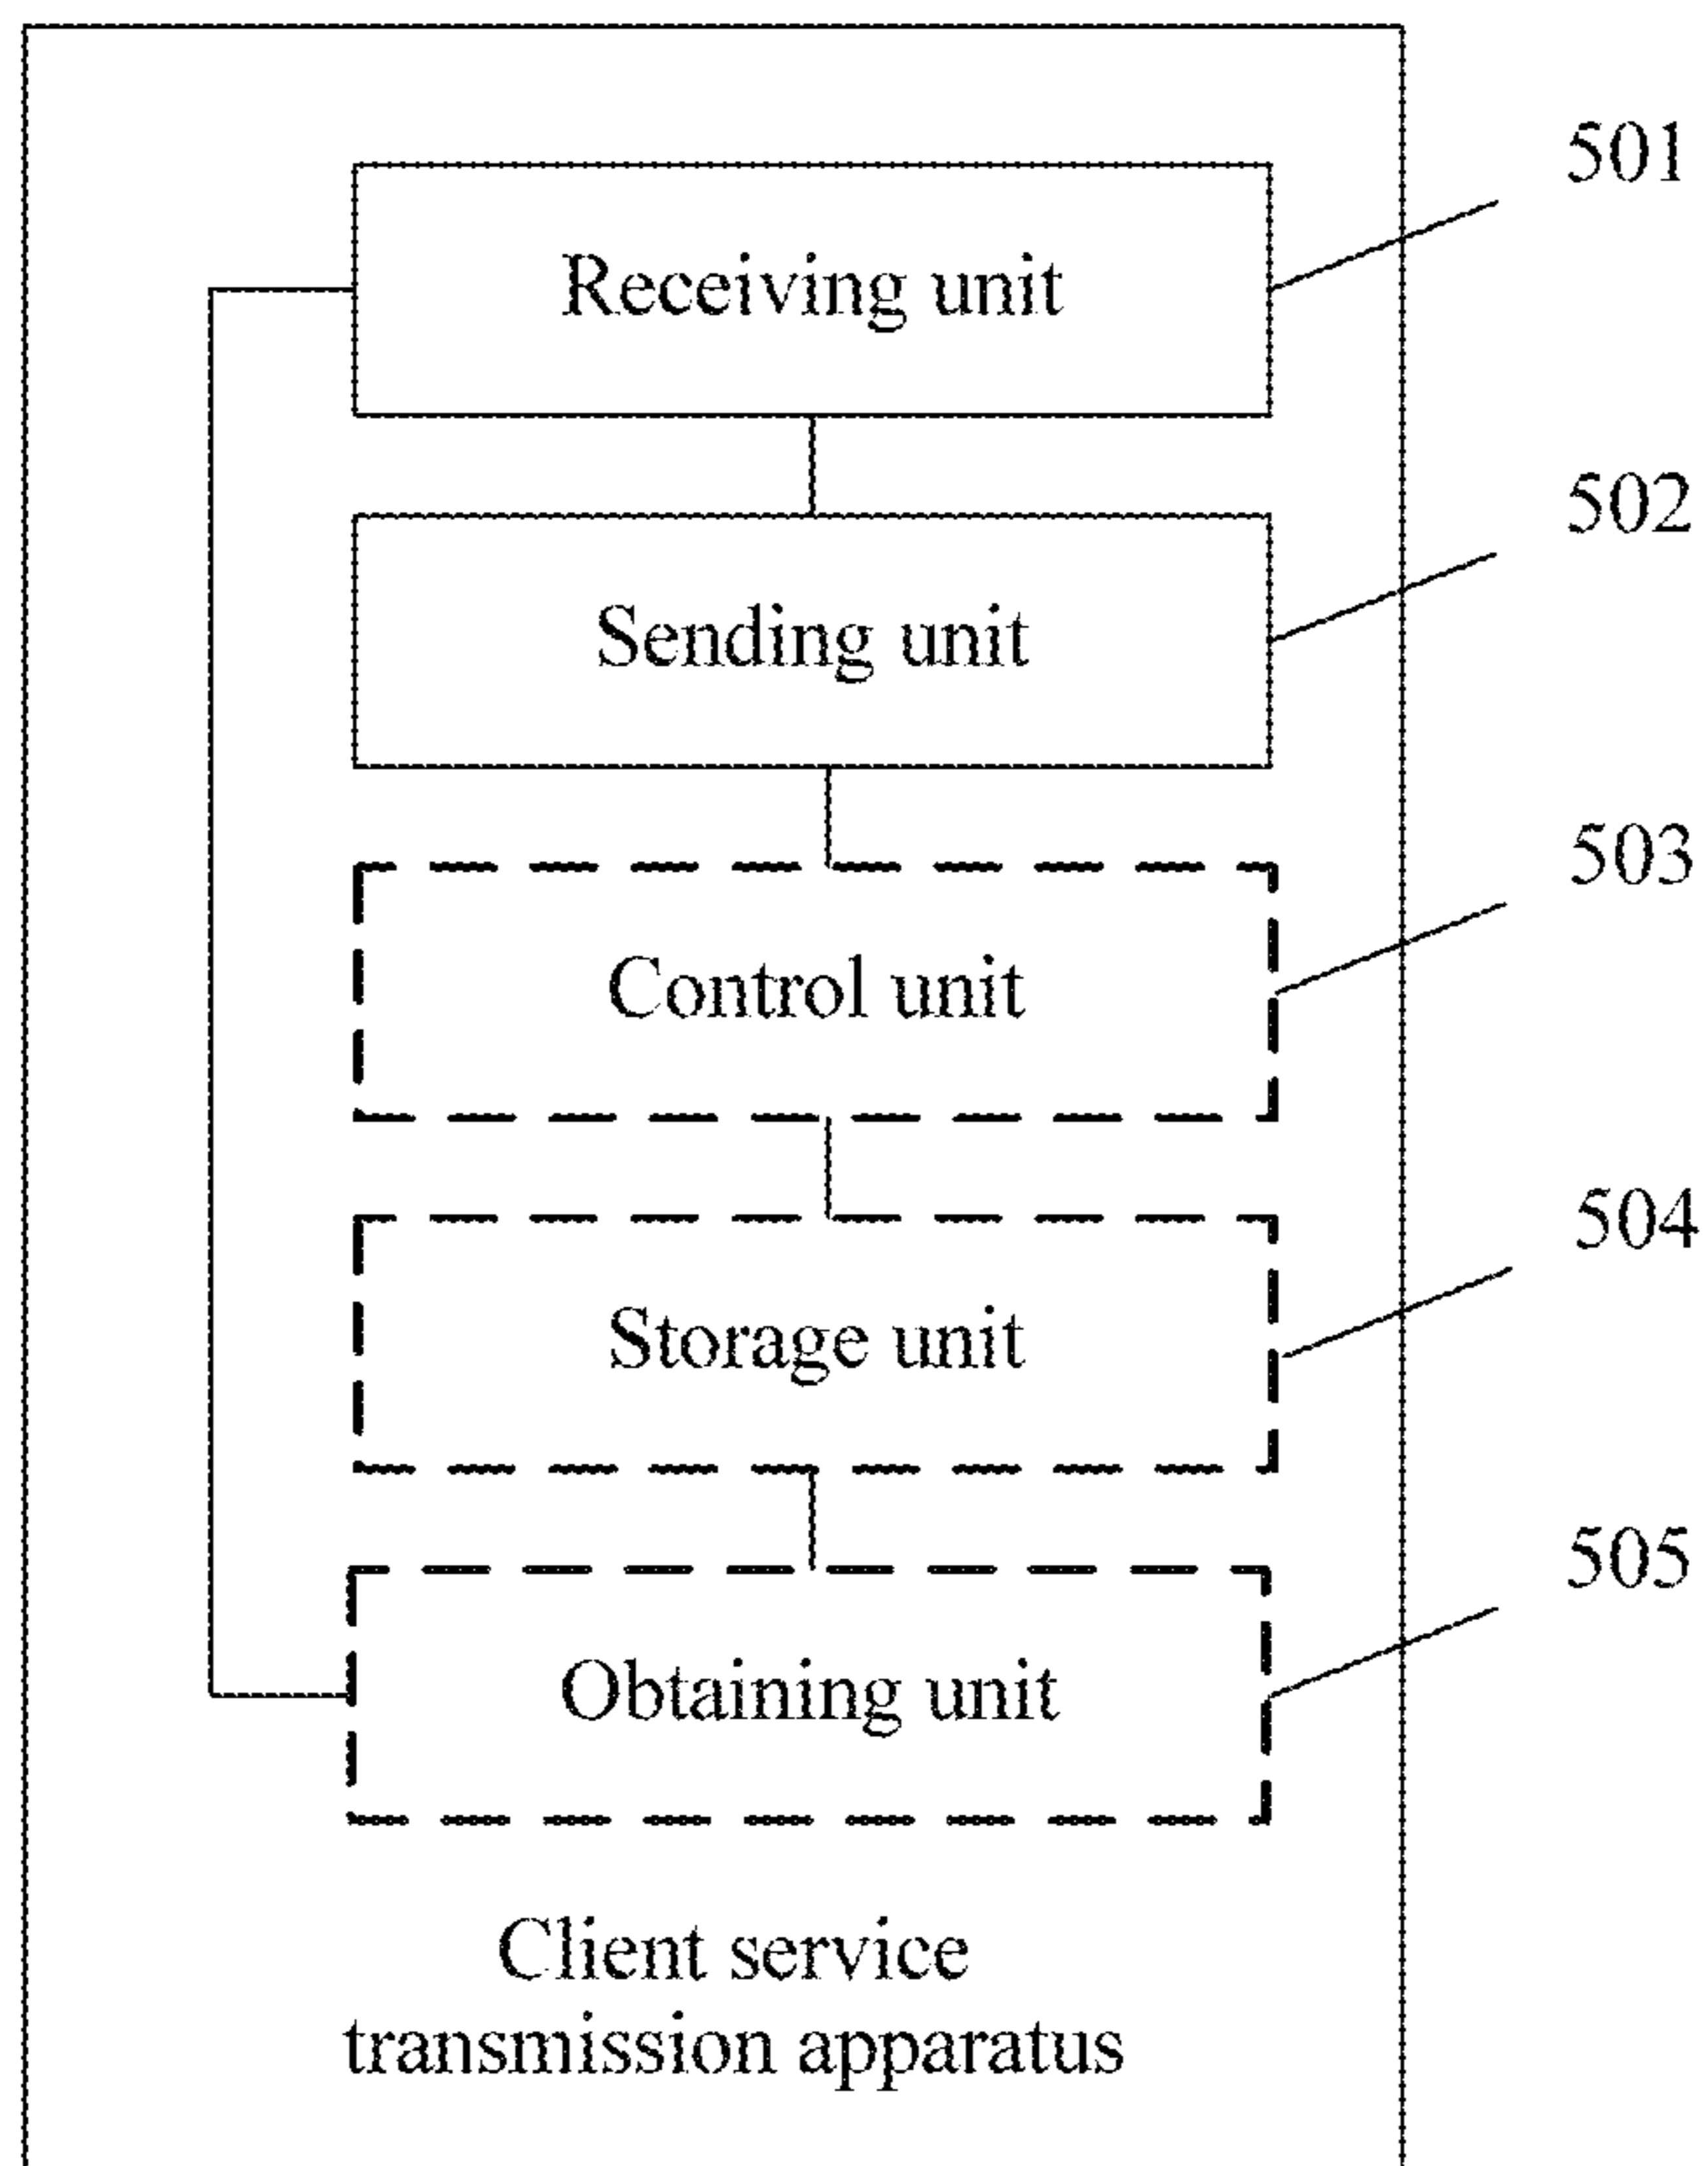 501
Receiving unit
502
Sending unit
503
Control unit
504
Storage unit
505
Obtaining unit
Client service
transmission apparatus